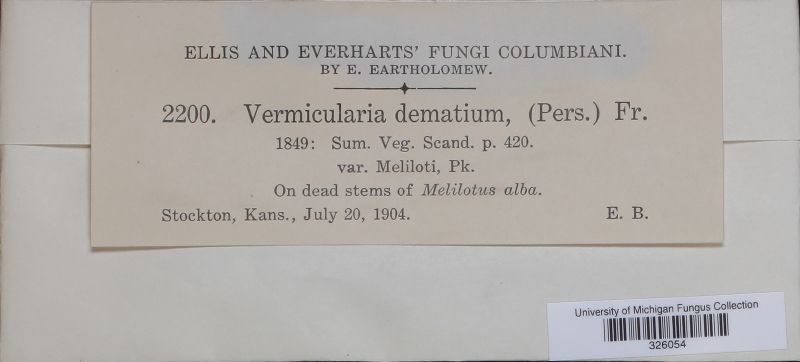 ELLIS AND EVERHARTS' FUNGI COLUMBIANI.
BY E. EARTHOLOMEW.
2200. Vermicularia dematium, (Pers.) Fr.
1849: Sum. Veg. Scand. p. 420.
var. Meliloti, Pk.
On dead stems of Melilotus alba.
Stockton, Kans., July 20, 1904. E. B.
University of Michigan Fungus Collection
326054